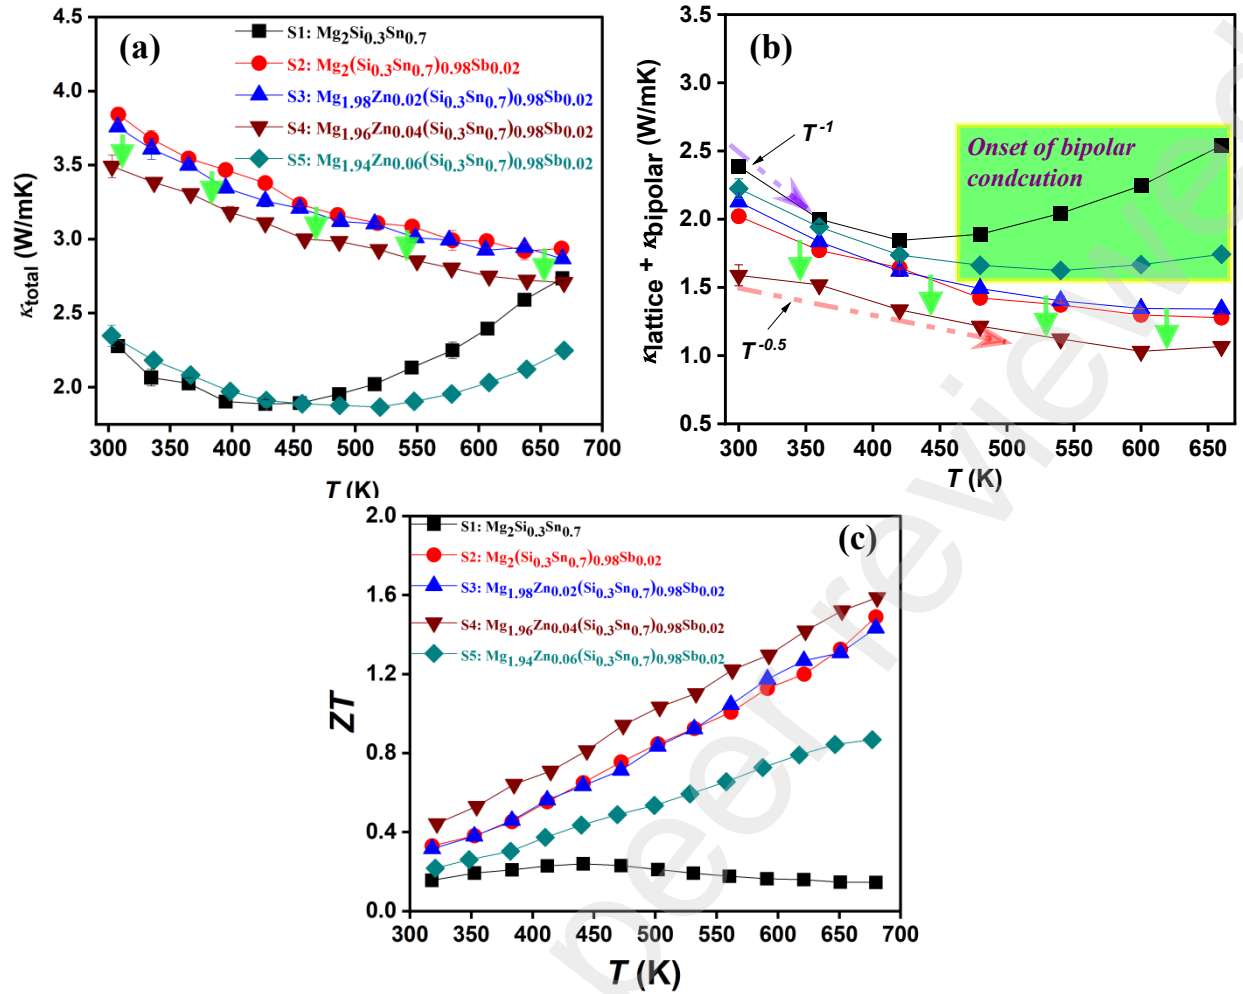 (a)
4.5
4.0
3.5
3.0
2.5
2.0
κtotal (W/mK)
S1: Mg2Si0.3Sn0.7
S2: Mg2(Si0.3Sn0.7)0.98Sb0.02
S3: Mg1.98Zn0.02(Si0.3Sn0.7)0.98Sb0.02
S4: Mg1.96Zn0.04(Si0.3Sn0.7)0.98Sb0.02
S5: Mg1.94Zn0.06(Si0.3Sn0.7)0.98Sb0.02
300 350 400 450 500 550 600 650 700
T (K)
(b)
3.5
3.0
2.5
2.0
1.5
1.0
0.5
κlattice + κbipolar (W/mK)
T-1
Onset of bipolar
condcution
T-0.5
300 350 400 450 500 550 600 650
T (K)
(c)
2.0
1.6
1.2
0.8
0.4
0.0
ZT
S1: Mg2Si0.3Sn0.7
S2: Mg2(Si0.3Sn0.7)0.98Sb0.02
S3: Mg1.98Zn0.02(Si0.3Sn0.7)0.98Sb0.02
S4: Mg1.96Zn0.04(Si0.3Sn0.7)0.98Sb0.02
S5: Mg1.94Zn0.06(Si0.3Sn0.7)0.98Sb0.02
300 350 400 450 500 550 600 650 700
T (K)
peer review